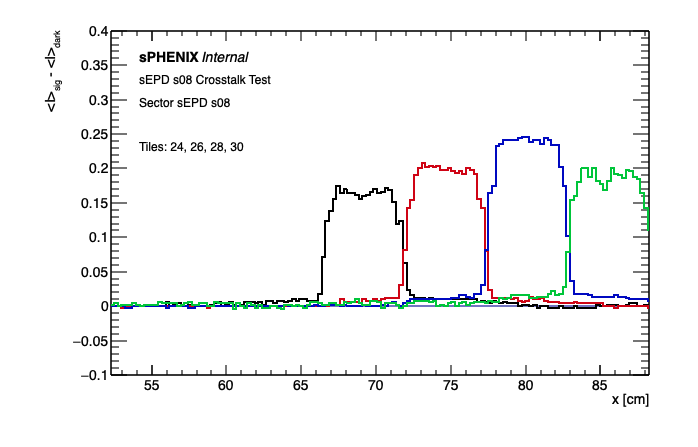 <I>sig - <I>dark
sPHENIX Internal
sEPD s08 Crosstalk Test
Sector sEPD s08
Tiles: 24, 26, 28, 30
0.4
0.35
0.3
0.25
0.2
0.15
0.1
0.05
0
−0.05
−0.1
55 60 65 70 75 80 85
x [cm]